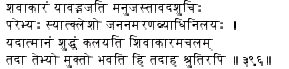 शवाकारं यावद्भजति मनुजस्तावदशुचिः
परेभ्यः स्यात्क्लेशो जननमरणव्याधिनिलयः ।
यदात्मानं शुद्धं कलयति शिवाकारमचलम्
तदा तेभ्यो मुक्तो भवति हि तदाह श्रुतिरपि ॥ ३९६॥